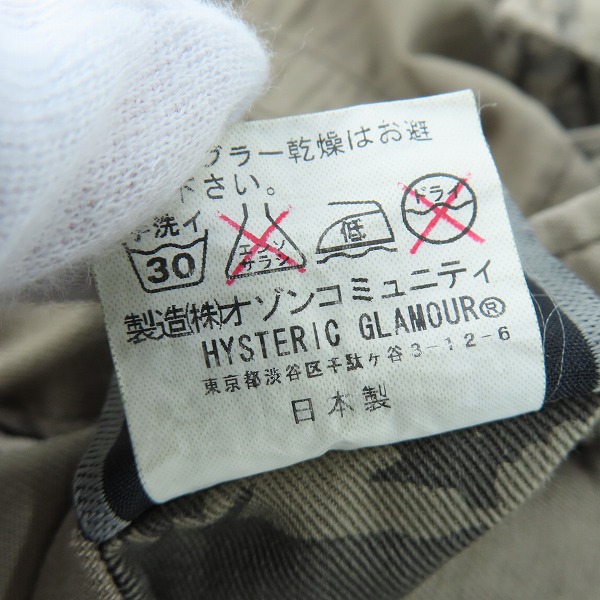 ブラー乾燥はお避
下さい。
手洗イ
30 エンソサラシ 低 ドライ
製造(株)オゾンコミュニティ
HYSTERIC GLAMOUR®
東京都渋谷区千駄ケ谷3-12-6
日本製